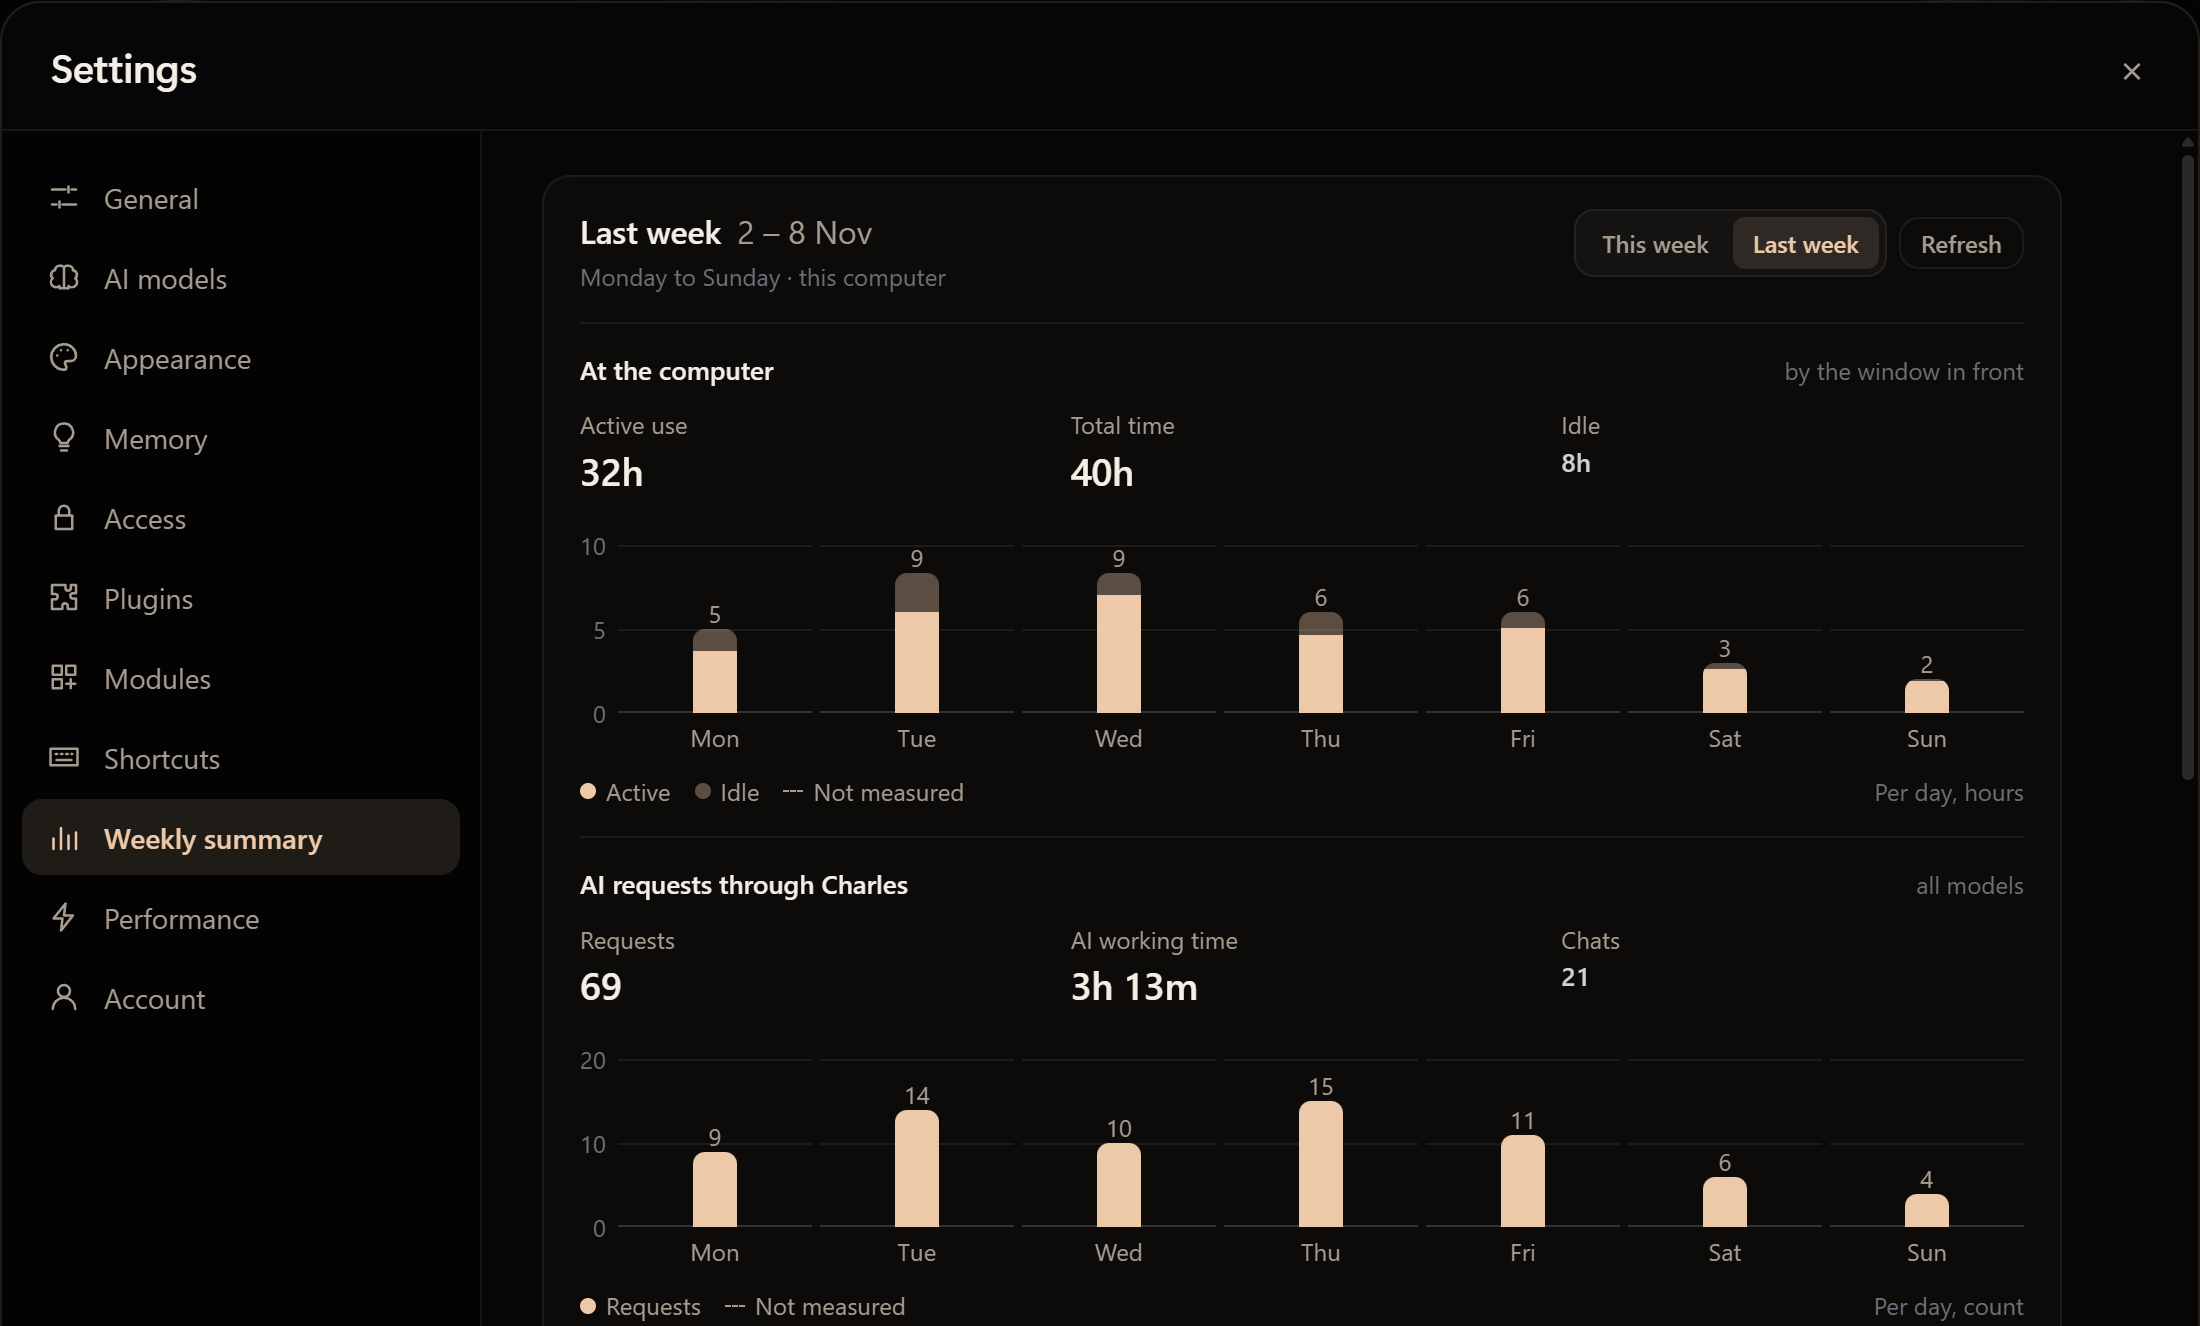 Settings
General
AI models
Appearance
Memory
Access
Plugins
Modules
Shortcuts
Weekly summary
Performance
Account
Last week 2 – 8 Nov
Monday to Sunday · this computer
This week Last week Refresh
At the computer by the window in front
Active use Total time Idle
32h 40h 8h
10
5
0
5 9 9 6 6 3 2
Mon Tue Wed Thu Fri Sat Sun
Active Idle Not measured Per day, hours
AI requests through Charles all models
Requests AI working time Chats
69 3h 13m 21
20
10
0
9 14 10 15 11 6 4
Mon Tue Wed Thu Fri Sat Sun
Requests Not measured Per day, count